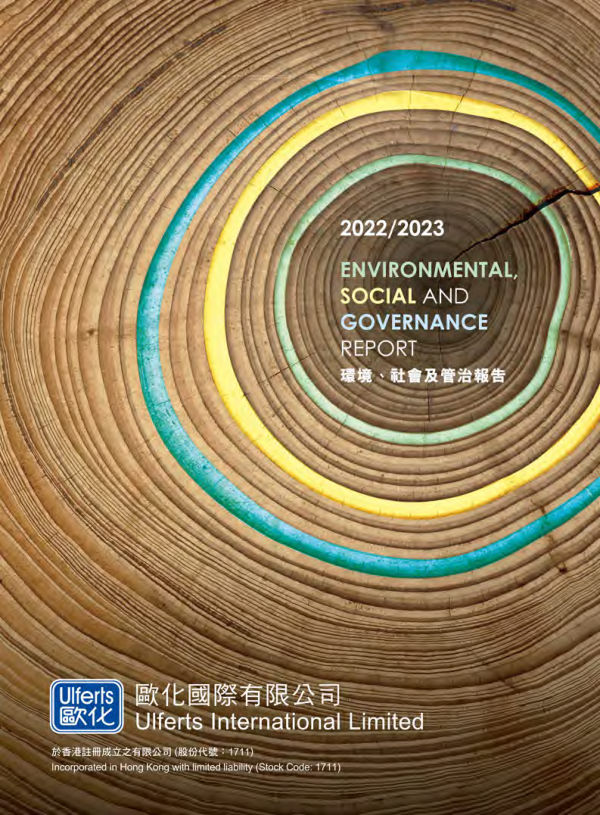 2022/2023
ENVIRONMENTAL,
SOCIAL AND
GOVERNANCE
REPORT
環境、社會及管治報告
Ulferts
歐化
歐化國際有限公司
Ulferts International Limited
於香港註冊成立之有限公司 (股份代號：1711)
Incorporated in Hong Kong with limited liability (Stock Code: 1711)